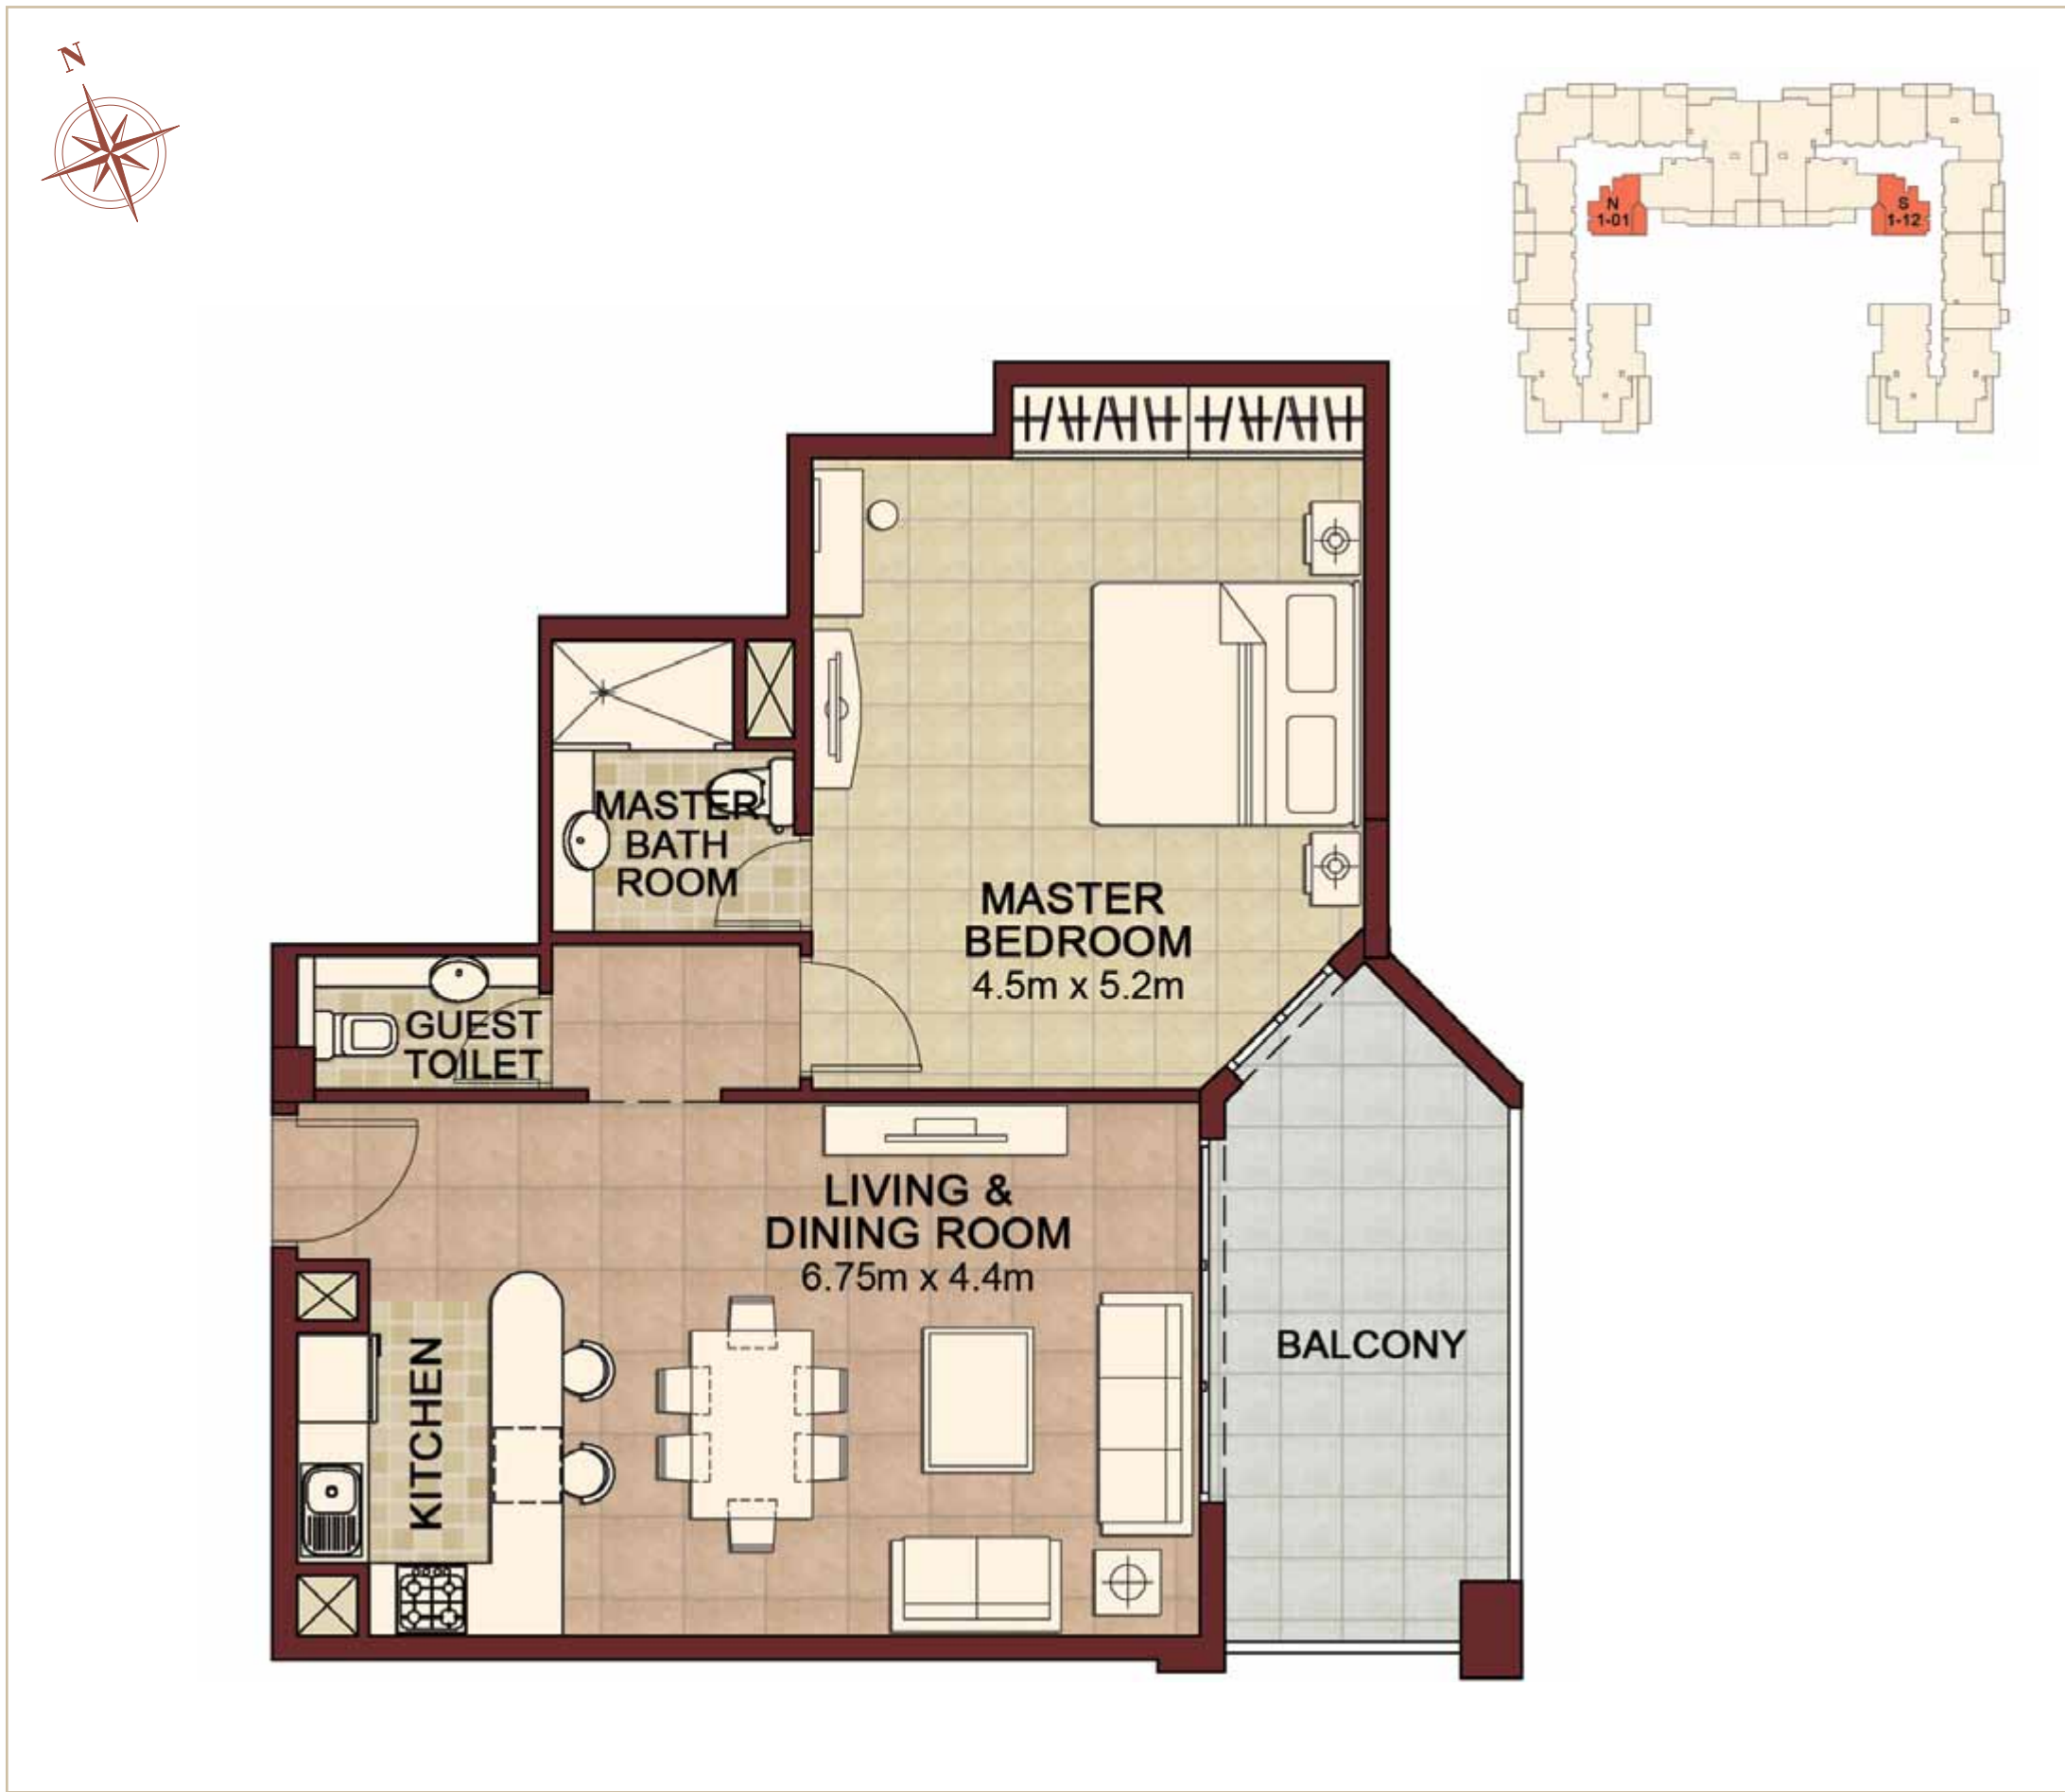 N
N
1-01
S
1-12
MASTER
BATH
ROOM
MASTER
BEDROOM
4.5m x 5.2m
GUEST
TOILET
LIVING &
DINING ROOM
6.75m x 4.4m
KITCHEN
BALCONY